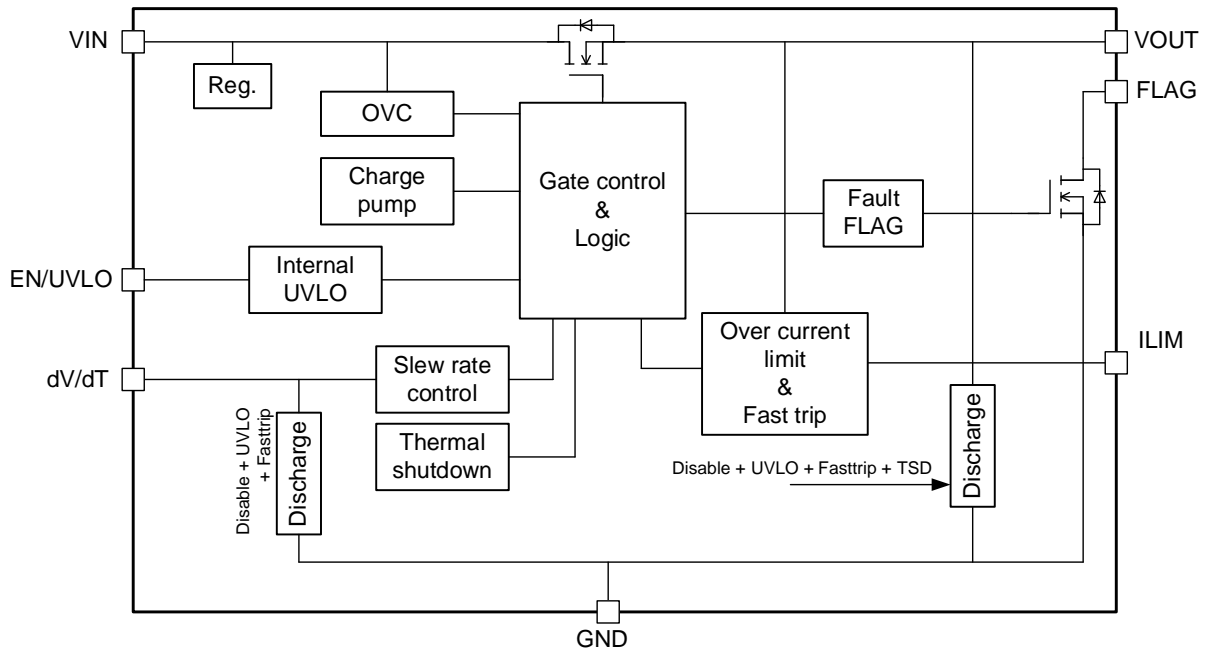 VIN
VOUT
Reg.
FLAG
OVC
Charge
pump
Gate control
&
Logic
Fault
FLAG
EN/UVLO
Internal
UVLO
Over current
limit
&
Fast trip
ILIM
dV/dT
Slew rate
control
Disable + UVLO
+ Fasttrip
Discharge
Thermal
shutdown
Disable + UVLO + Fasttrip + TSD
Discharge
GND